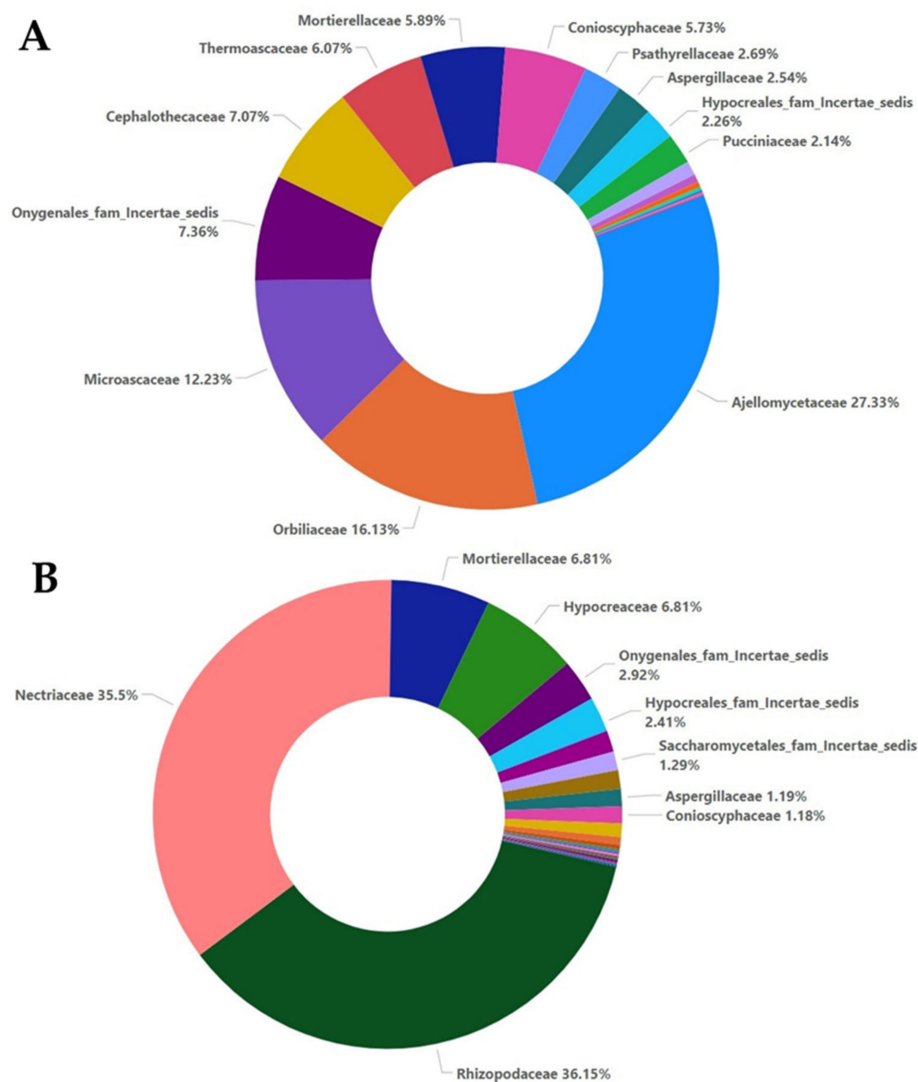 A
Mortierellaceae 5.89%
Conioscyphaceae 5.73%
Thermoascaceae 6.07%
Psathyrellaceae 2.69%
Aspergillaceae 2.54%
Cephalothecaceae 7.07%
Hypocreales_fam_Incertae_sedis
2.26%
Pucciniaceae 2.14%
Onygenales_fam_Incertae_sedis
7.36%
Microascaceae 12.23%
Ajellomycetaceae 27.33%
Orbiliaceae 16.13%
B
Mortierellaceae 6.81%
Hypocreaceae 6.81%
Onygenales_fam_Incertae_sedis
2.92%
Nectriaceae 35.5%
Hypocreales_fam_Incertae_sedis
2.41%
Saccharomycetales_fam_Incertae_sedis
1.29%
Aspergillaceae 1.19%
Conioscyphaceae 1.18%
Rhizopodaceae 36.15%